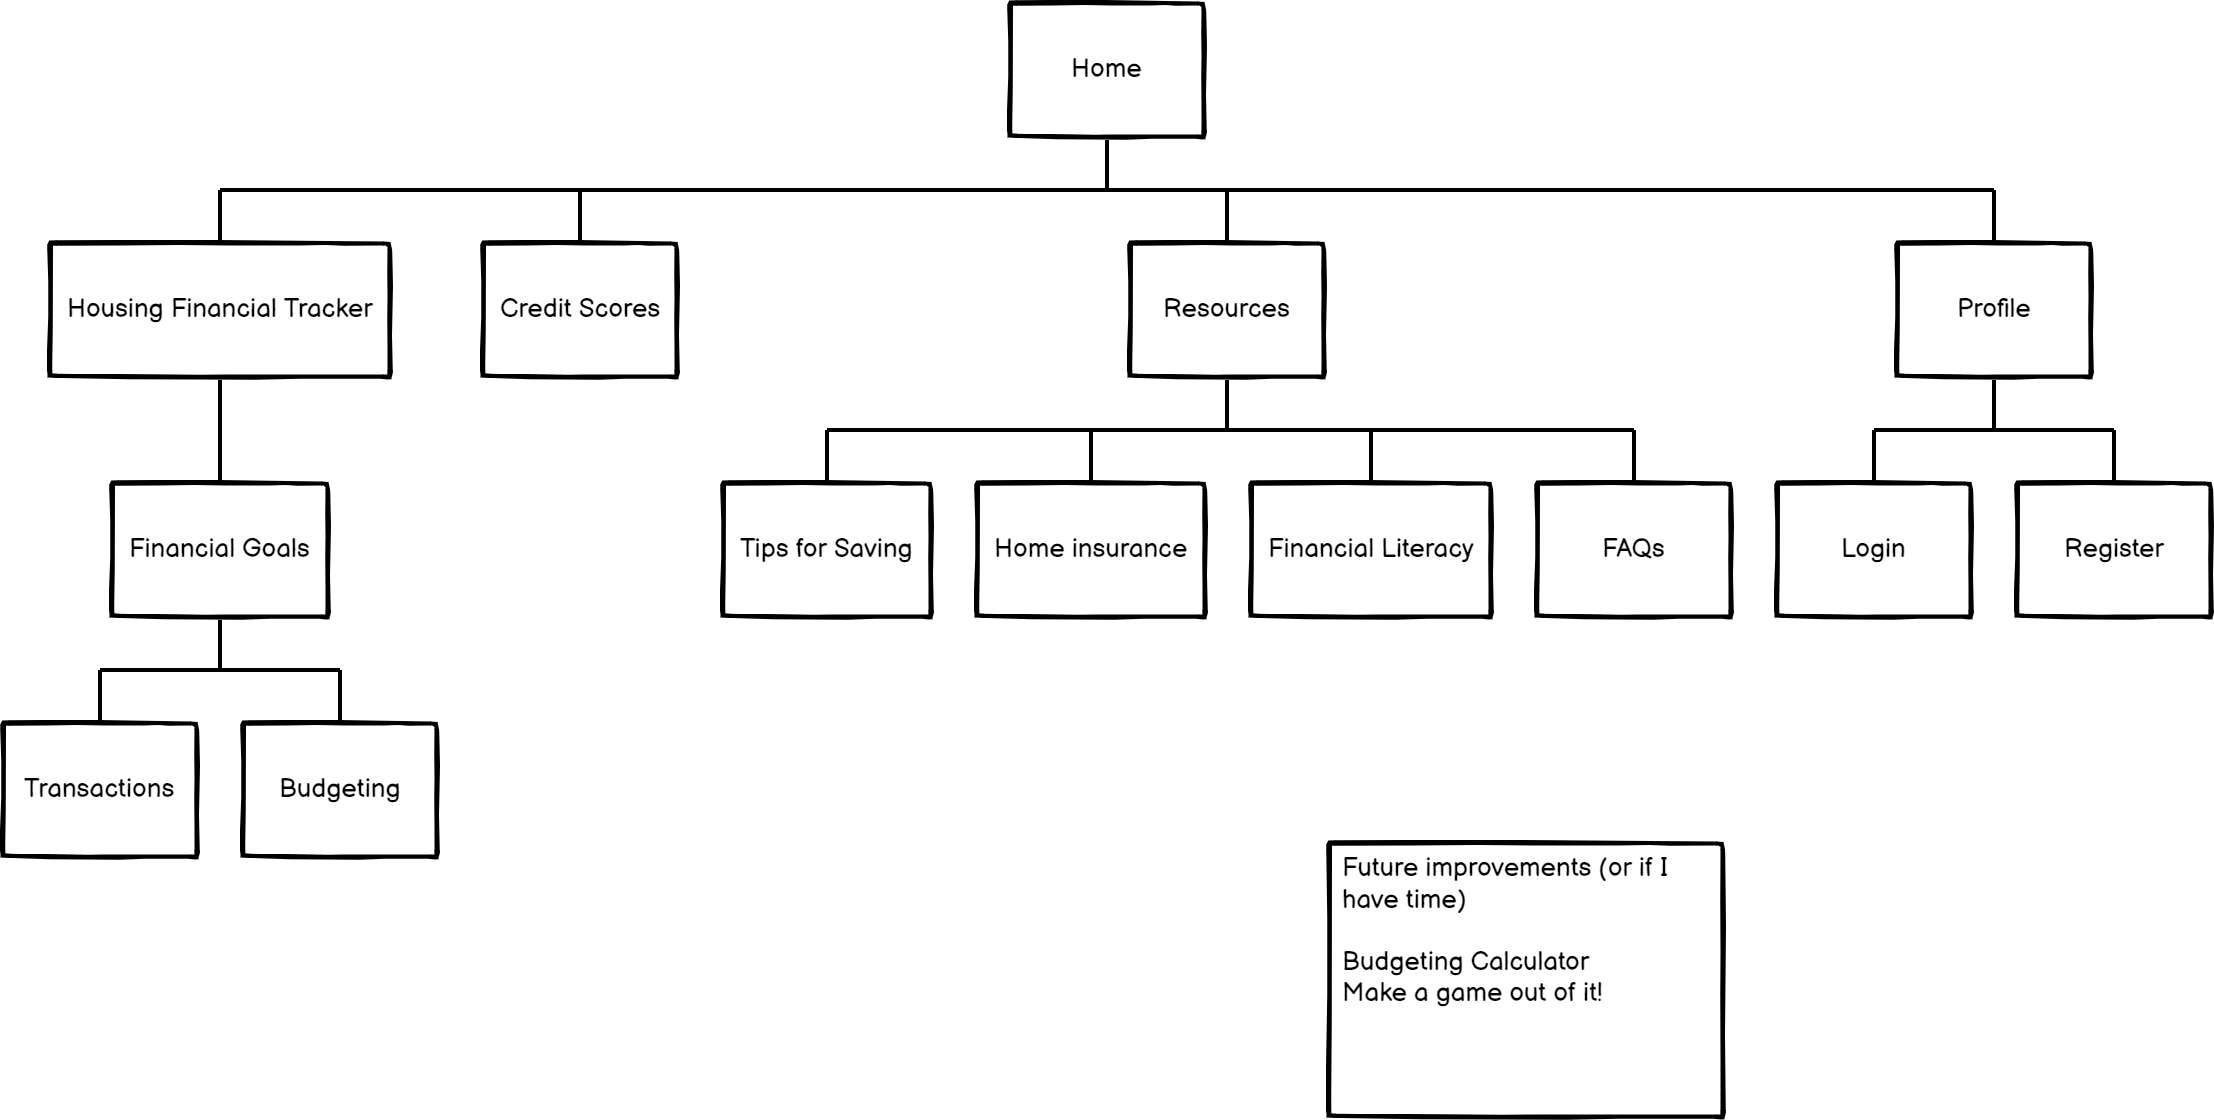 Home
Housing Financial Tracker
Credit Scores
Resources
Profile
Financial Goals
Tips for Saving
Home insurance
Financial Literacy
FAQs
Login
Register
Transactions
Budgeting
Future improvements (or if I
have time)
Budgeting Calculator
Make a game out of it!